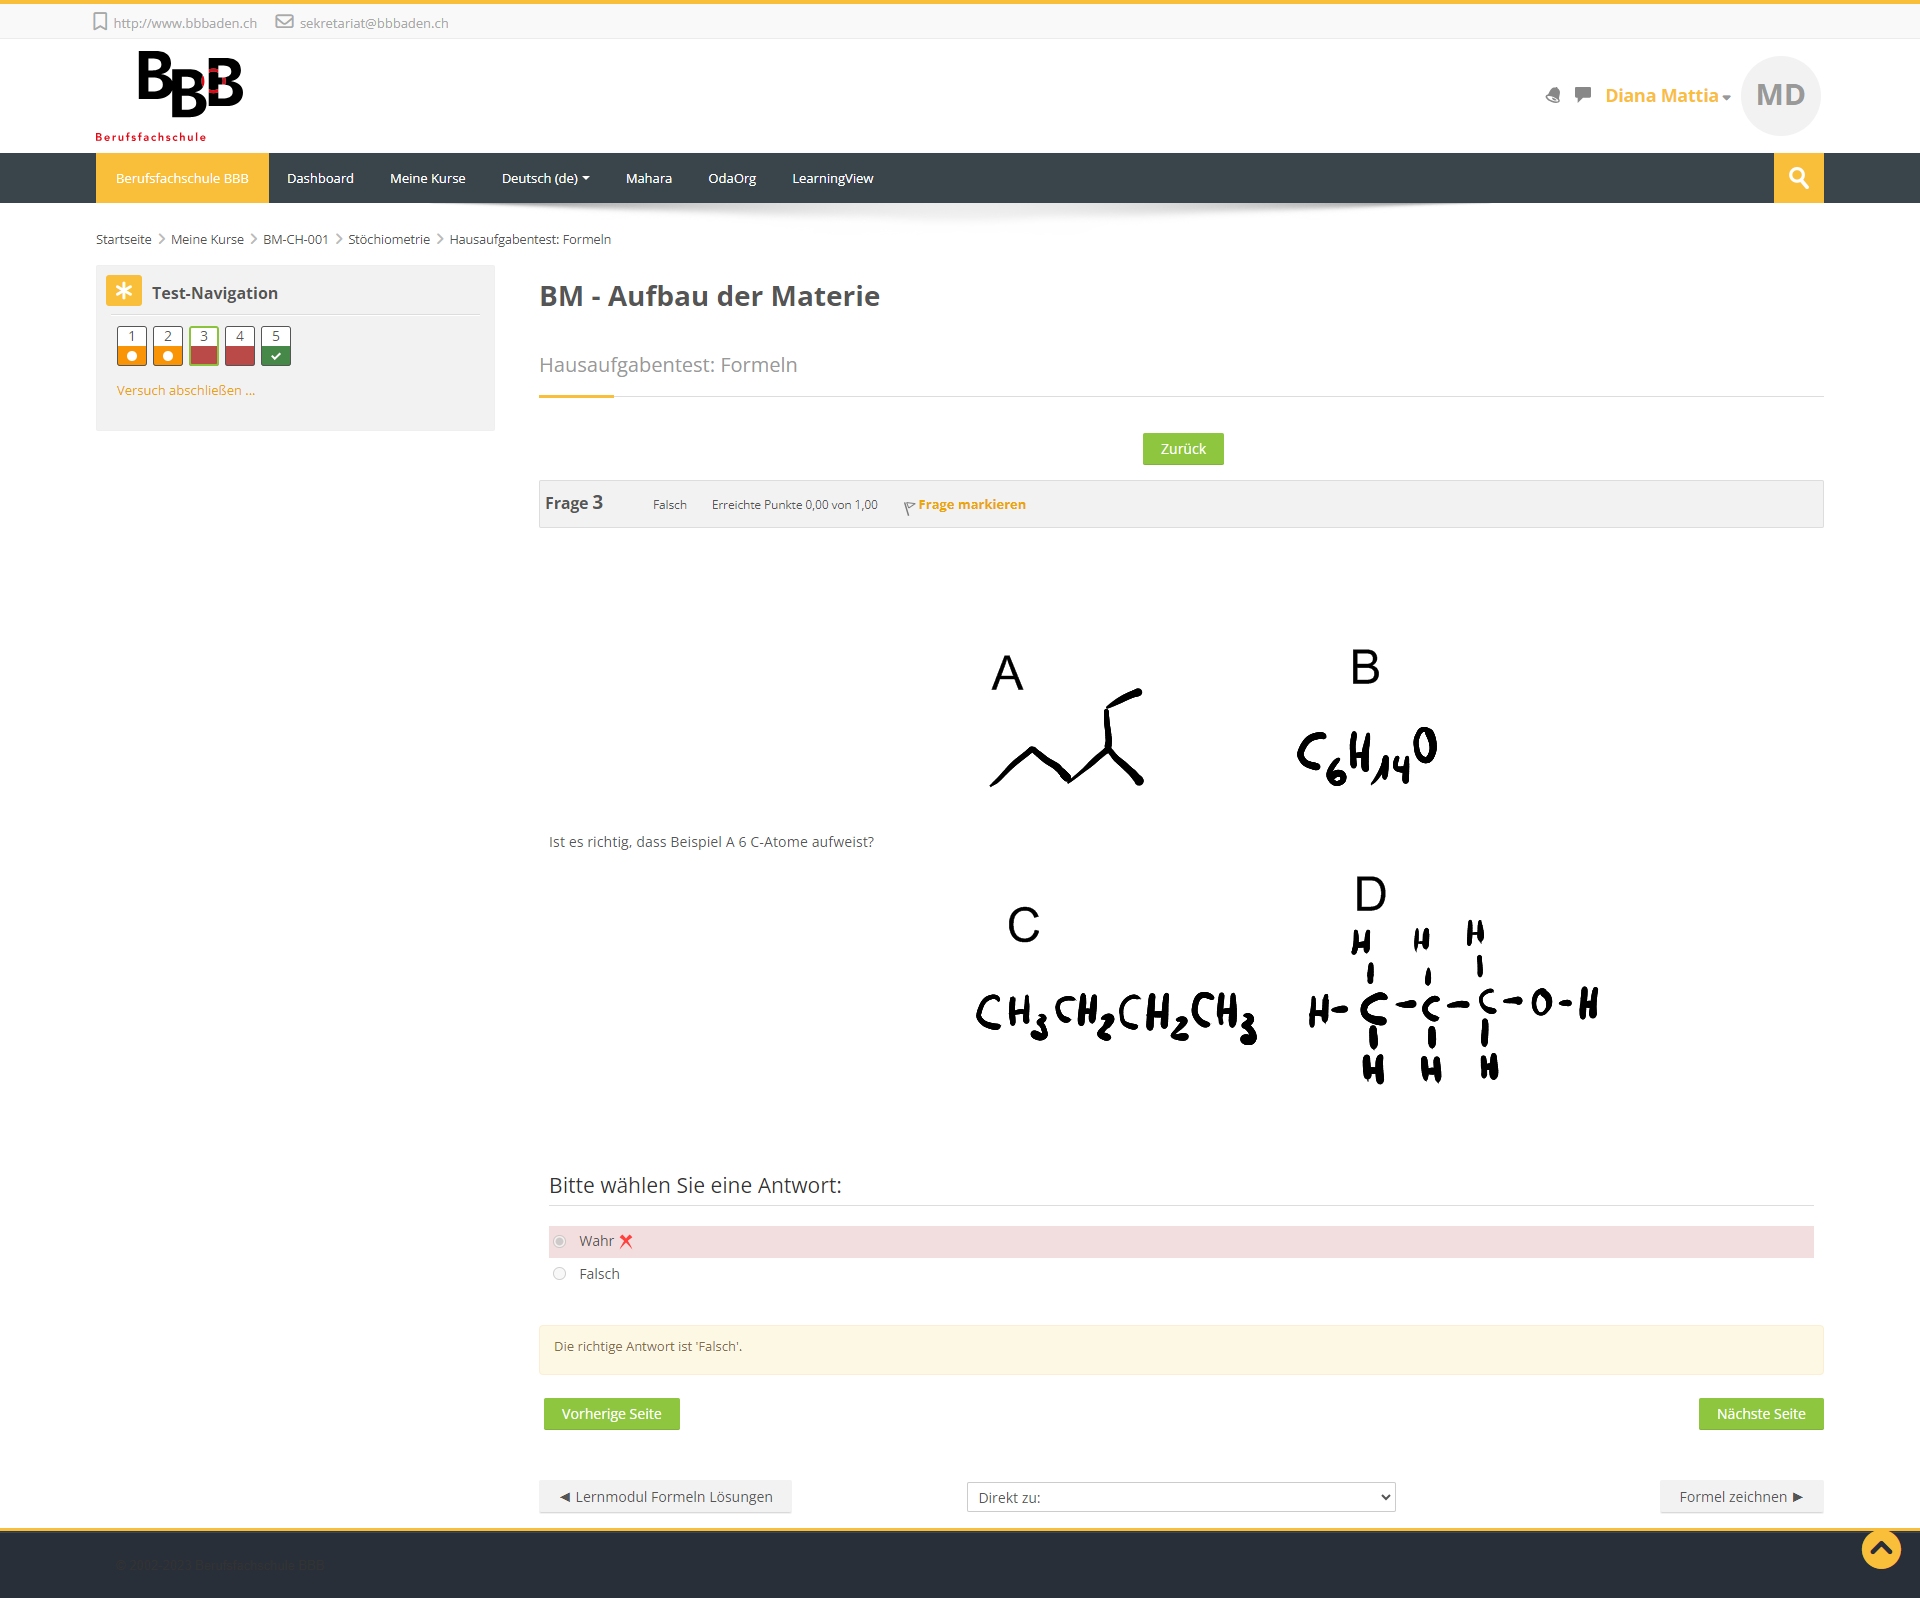 http://www.bbbaden.ch sekretariat@bbbaden.ch
BBB
Berufsfachschule
Diana Mattia MD
Berufsfachschule BBB Dashboard Meine Kurse Deutsch (de) Mahara OdaOrg LearningView
Startseite Meine Kurse BM-CH-001 Stöchiometrie Hausaufgabentest: Formeln
Test-Navigation
1 2 3 4 5
Versuch abschließen ...
BM - Aufbau der Materie
Hausaufgabentest: Formeln
Zurück
Frage 3 Falsch Erreichte Punkte 0,00 von 1,00 Frage markieren
A B
C6H14O
Ist es richtig, dass Beispiel A 6 C-Atome aufweist?
C D
H H H
CH3CH2CH2CH3 H-C-C-C-O-H
H H H
Bitte wählen Sie eine Antwort:
Wahr
Falsch
Die richtige Antwort ist 'Falsch'.
Vorherige Seite Nächste Seite
◄ Lernmodul Formeln Lösungen Direkt zu: Formel zeichnen ►